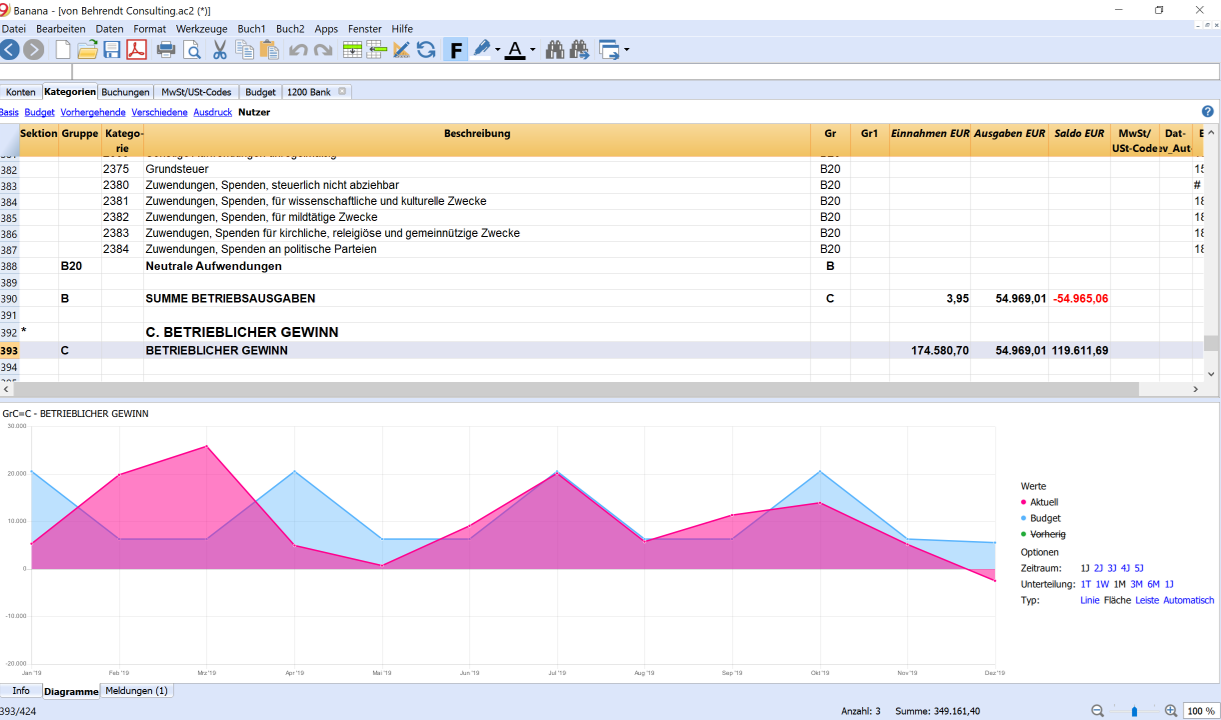 Banana - [von Behrendt Consulting.ac2 (*)]
Datei Bearbeiten Daten Format Werkzeuge Buch1 Buch2 Apps Fenster Hilfe
F A
Konten Kategorien Buchungen MwSt/USt-Codes Budget 1200 Bank
Basis Budget Vorhergehende Verschiedene Ausdruck Nutzer
Sektion Gruppe Katego- Beschreibung Gr Gr1 Einnahmen EUR Ausgaben EUR Saldo EUR MwSt/ Dat- E
rie USt-Code ev_Aut
382 2375 Grundsteuer B20 15
383 2380 Zuwendungen, Spenden, steuerlich nicht abziehbar B20 #
384 2381 Zuwendungen, Spenden, für wissenschaftliche und kulturelle Zwecke B20 18
385 2382 Zuwendungen, Spenden, für mildtätige Zwecke B20 18
386 2383 Zuwendugen, Spenden für kirchliche, releigiöse und gemeinnützige Zwecke B20 18
387 2384 Zuwendungen, Spenden an politische Parteien B20 18
388 B20 Neutrale Aufwendungen B
389
390 B SUMME BETRIEBSAUSGABEN C 3,95 54.969,01 -54.965,06
391
392 * C. BETRIEBLICHER GEWINN
393 C BETRIEBLICHER GEWINN 174.580,70 54.969,01 119.611,69
394
GrC=C - BETRIEBLICHER GEWINN
30.000
20.000
10.000
0
-10.000
-20.000
Jan '19 Feb '19 Mrz '19 Apr '19 Mai '19 Jun '19 Jul '19 Aug '19 Sep '19 Okt '19 Nov '19 Dez '19
Werte
Aktuell
Budget
Vorherig
Optionen
Zeitraum: 1J 2J 3J 4J 5J
Unterteilung: 1T 1W 1M 3M 6M 1J
Typ: Linie Fläche Leiste Automatisch
Info Diagramme Meldungen (1)
393/424 Anzahl: 3 Summe: 349.161,40 100 %